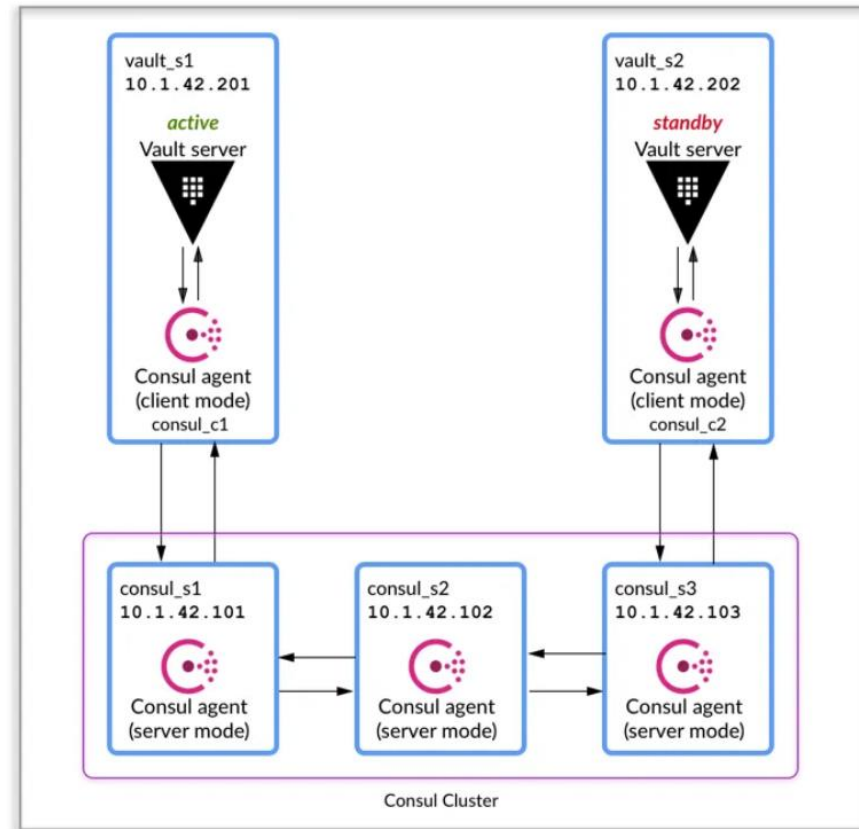 vault_s1
10.1.42.201
active
Vault server
Consul agent
(client mode)
consul_c1
vault_s2
10.1.42.202
standby
Vault server
Consul agent
(client mode)
consul_c2
consul_s1
10.1.42.101
Consul agent
(server mode)
consul_s2
10.1.42.102
Consul agent
(server mode)
consul_s3
10.1.42.103
Consul agent
(server mode)
Consul Cluster